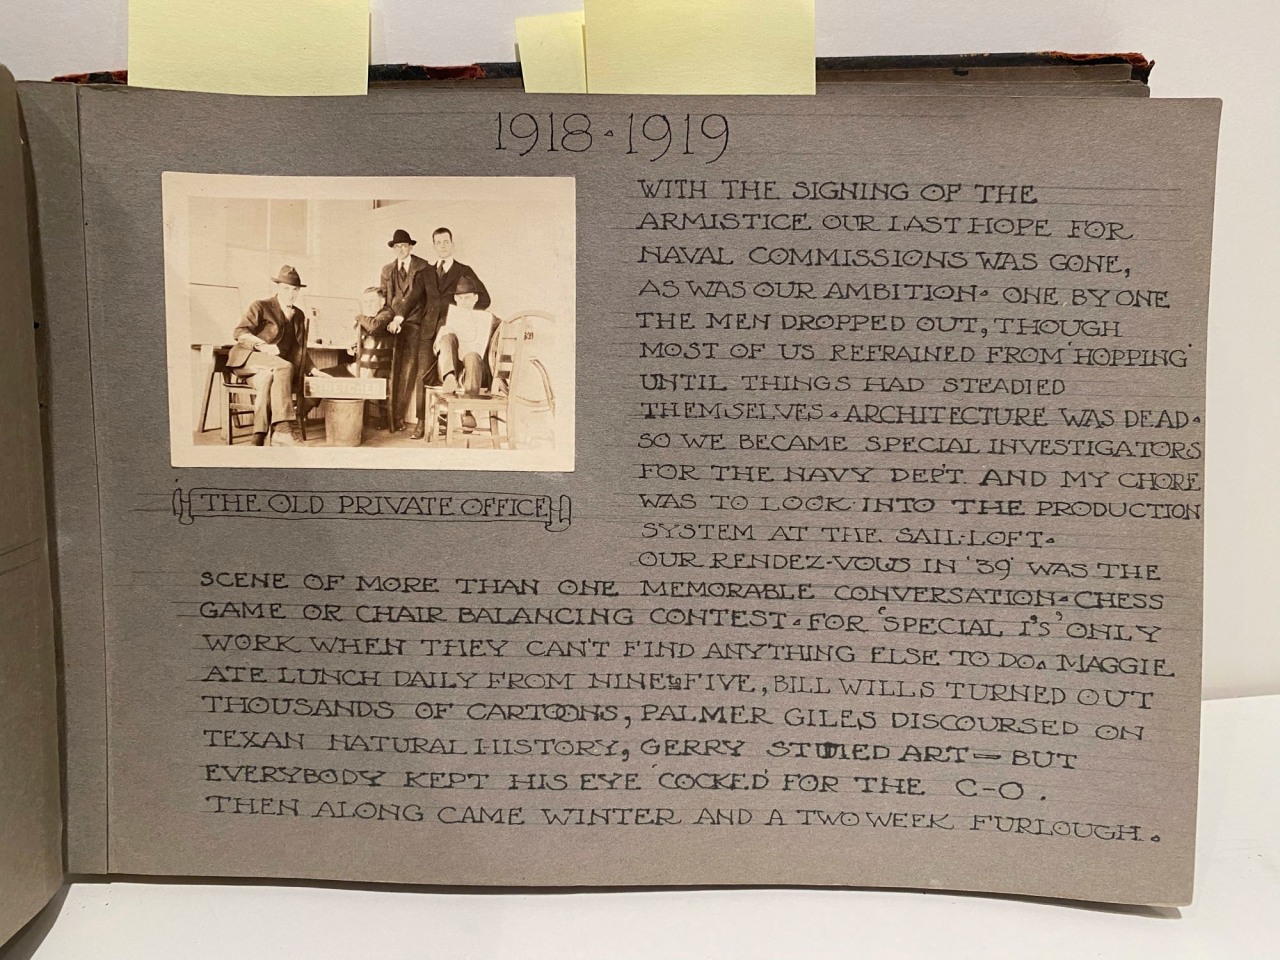 1918 · 1919
WITH THE SIGNING OF THE
ARMISTICE OUR LAST HOPE FOR
NAVAL COMMISSIONS WAS GONE,
AS WAS OUR AMBITION. ONE BY ONE
THE MEN DROPPED OUT, THOUGH
MOST OF US REFRAINED FROM 'HOPPING'
UNTIL THINGS HAD STEADIED
THEMSELVES. ARCHITECTURE WAS DEAD.
SO WE BECAME SPECIAL INVESTIGATORS
FOR THE NAVY DEP'T. AND MY CHORE
WAS TO LOOK INTO THE PRODUCTION
SYSTEM AT THE SAIL-LOFT.
OUR RENDEZ-VOUS IN '39' WAS THE
SCENE OF MORE THAN ONE MEMORABLE CONVERSATION. CHESS
GAME OR CHAIR BALANCING CONTEST. FOR 'SPECIAL I'S' ONLY
WORK WHEN THEY CAN'T FIND ANYTHING ELSE TO DO. MAGGIE
ATE LUNCH DAILY FROM NINE TO FIVE, BILL WILLS TURNED OUT
THOUSANDS OF CARTOONS, PALMER GILES DISCOURSED ON
TEXAN NATURAL HISTORY, GERRY STUDIED ART — BUT
EVERYBODY KEPT HIS EYE 'COCKED' FOR THE C-O.
THEN ALONG CAME WINTER AND A TWO WEEK FURLOUGH.
STRETCHER
THE OLD PRIVATE OFFICE